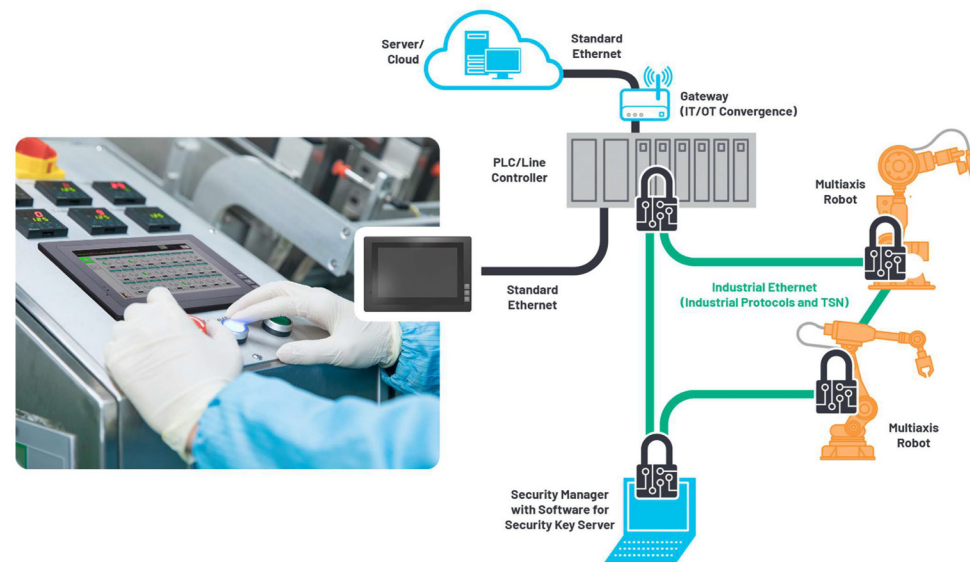 Server/
Cloud
Standard
Ethernet
Gateway
(IT/OT Convergence)
PLC/Line
Controller
Multiaxis
Robot
Standard
Ethernet
Industrial Ethernet
(Industrial Protocols and TSN)
Multiaxis
Robot
Security Manager
with Software for
Security Key Server